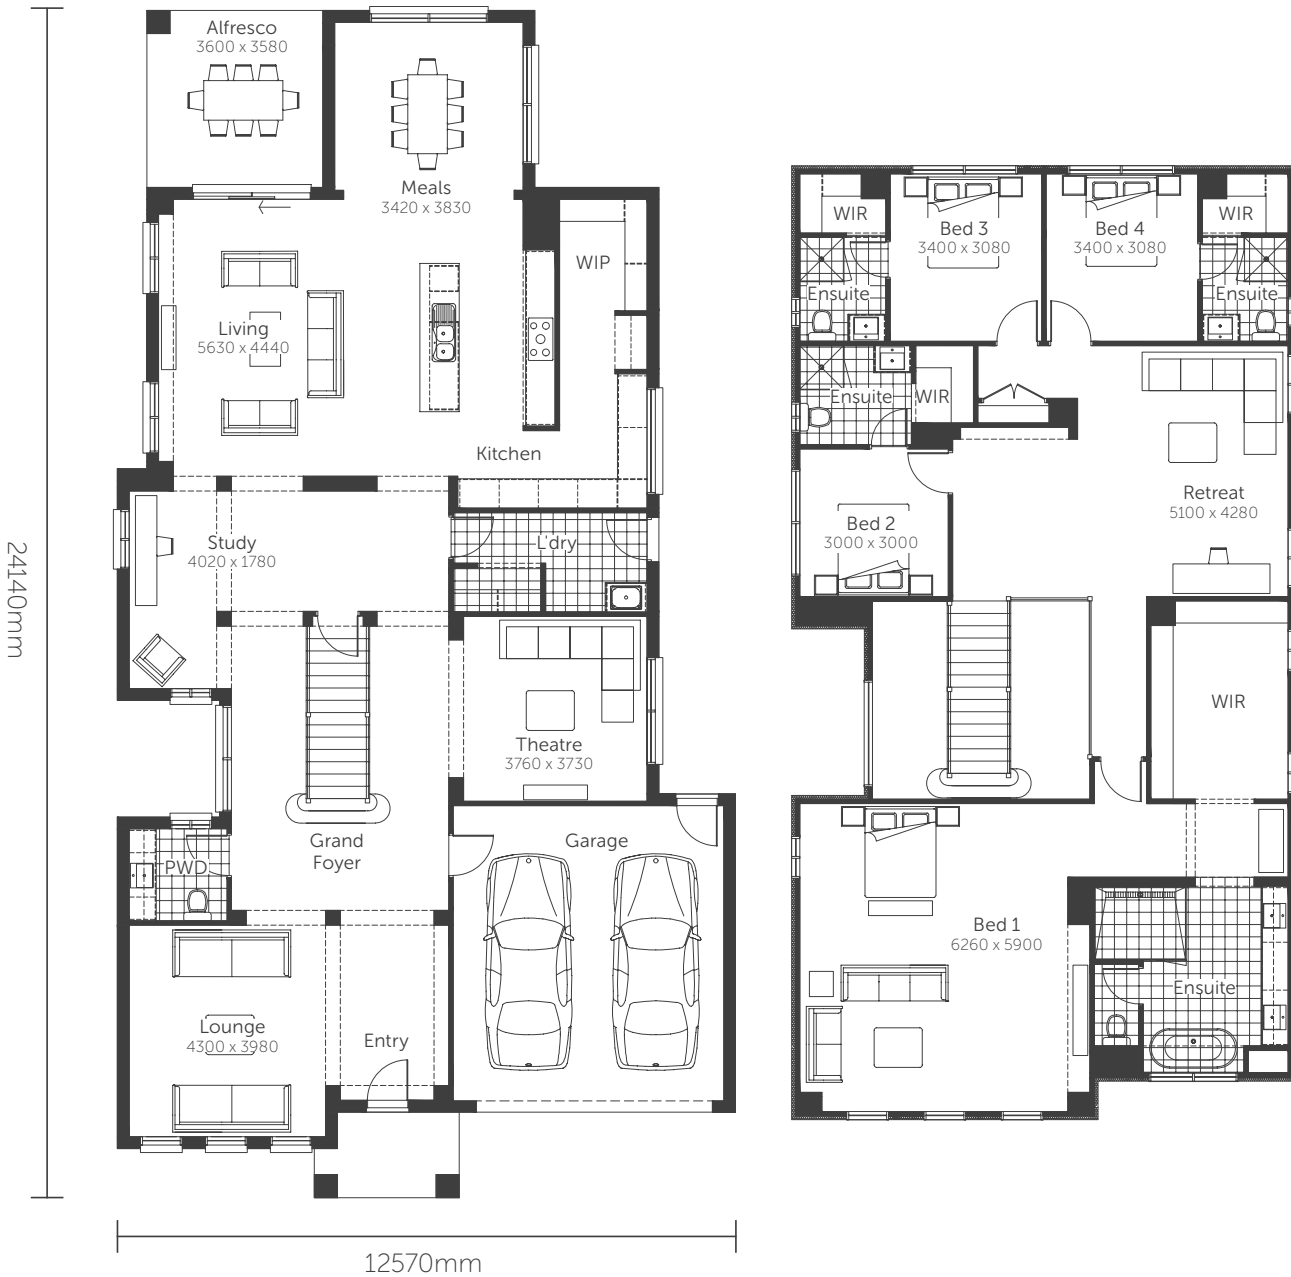 Alfresco
3600 x 3580
Meals
3420 x 3830
WIP
Living
5630 x 4440
Kitchen
Study
4020 x 1780
L'dry
Theatre
3760 x 3730
Grand
Foyer
Garage
PWD
Lounge
4300 x 3980
Entry
24140mm
12570mm
WIR
Bed 3
3400 x 3080
Bed 4
3400 x 3080
WIR
Ensuite
Ensuite
Ensuite
WIR
Retreat
5100 x 4280
Bed 2
3000 x 3000
WIR
Bed 1
6260 x 5900
Ensuite